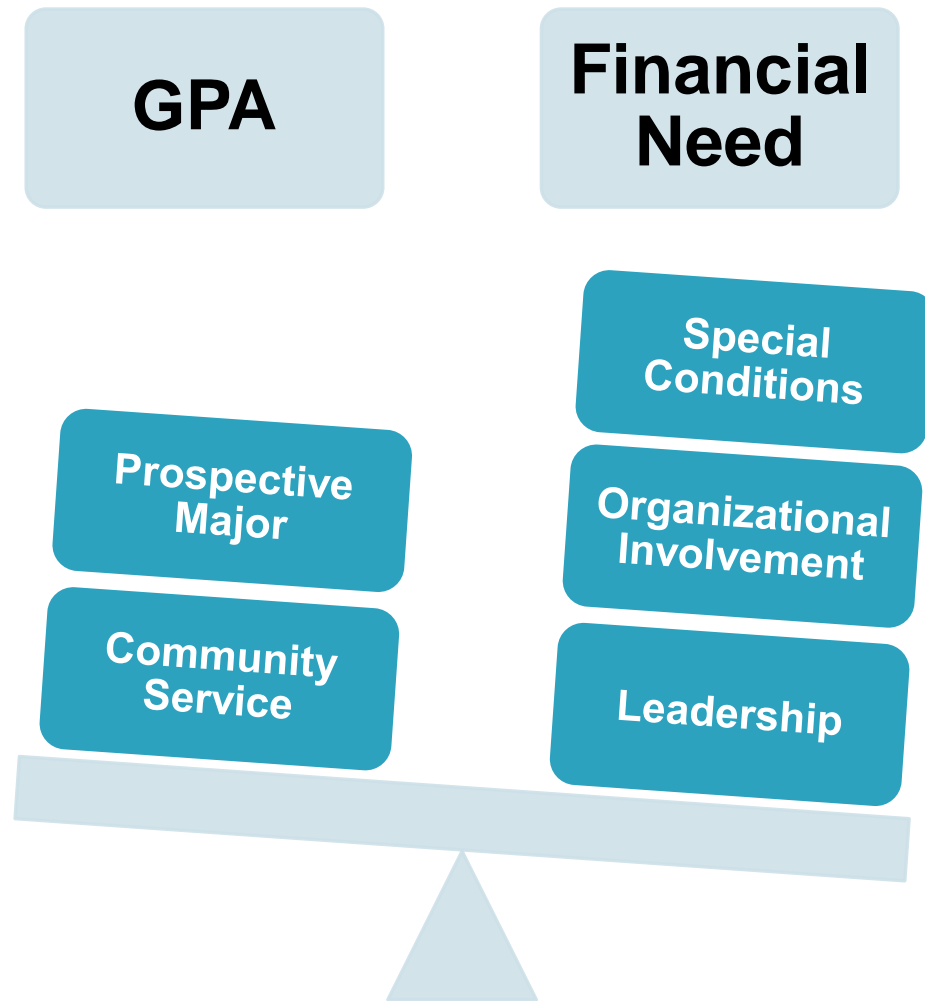 GPA
Financial
Need
Special
Conditions
Prospective
Major
Organizational
Involvement
Community
Service
Leadership